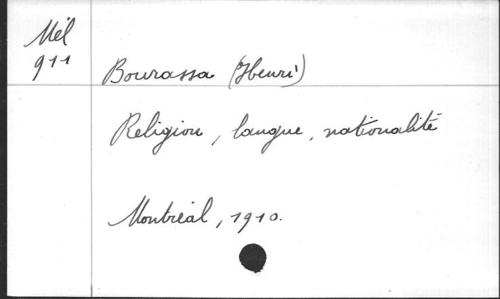 Mél
911
Bourassa (Henri)
Religion, langue, nationalité
Montréal, 1910.